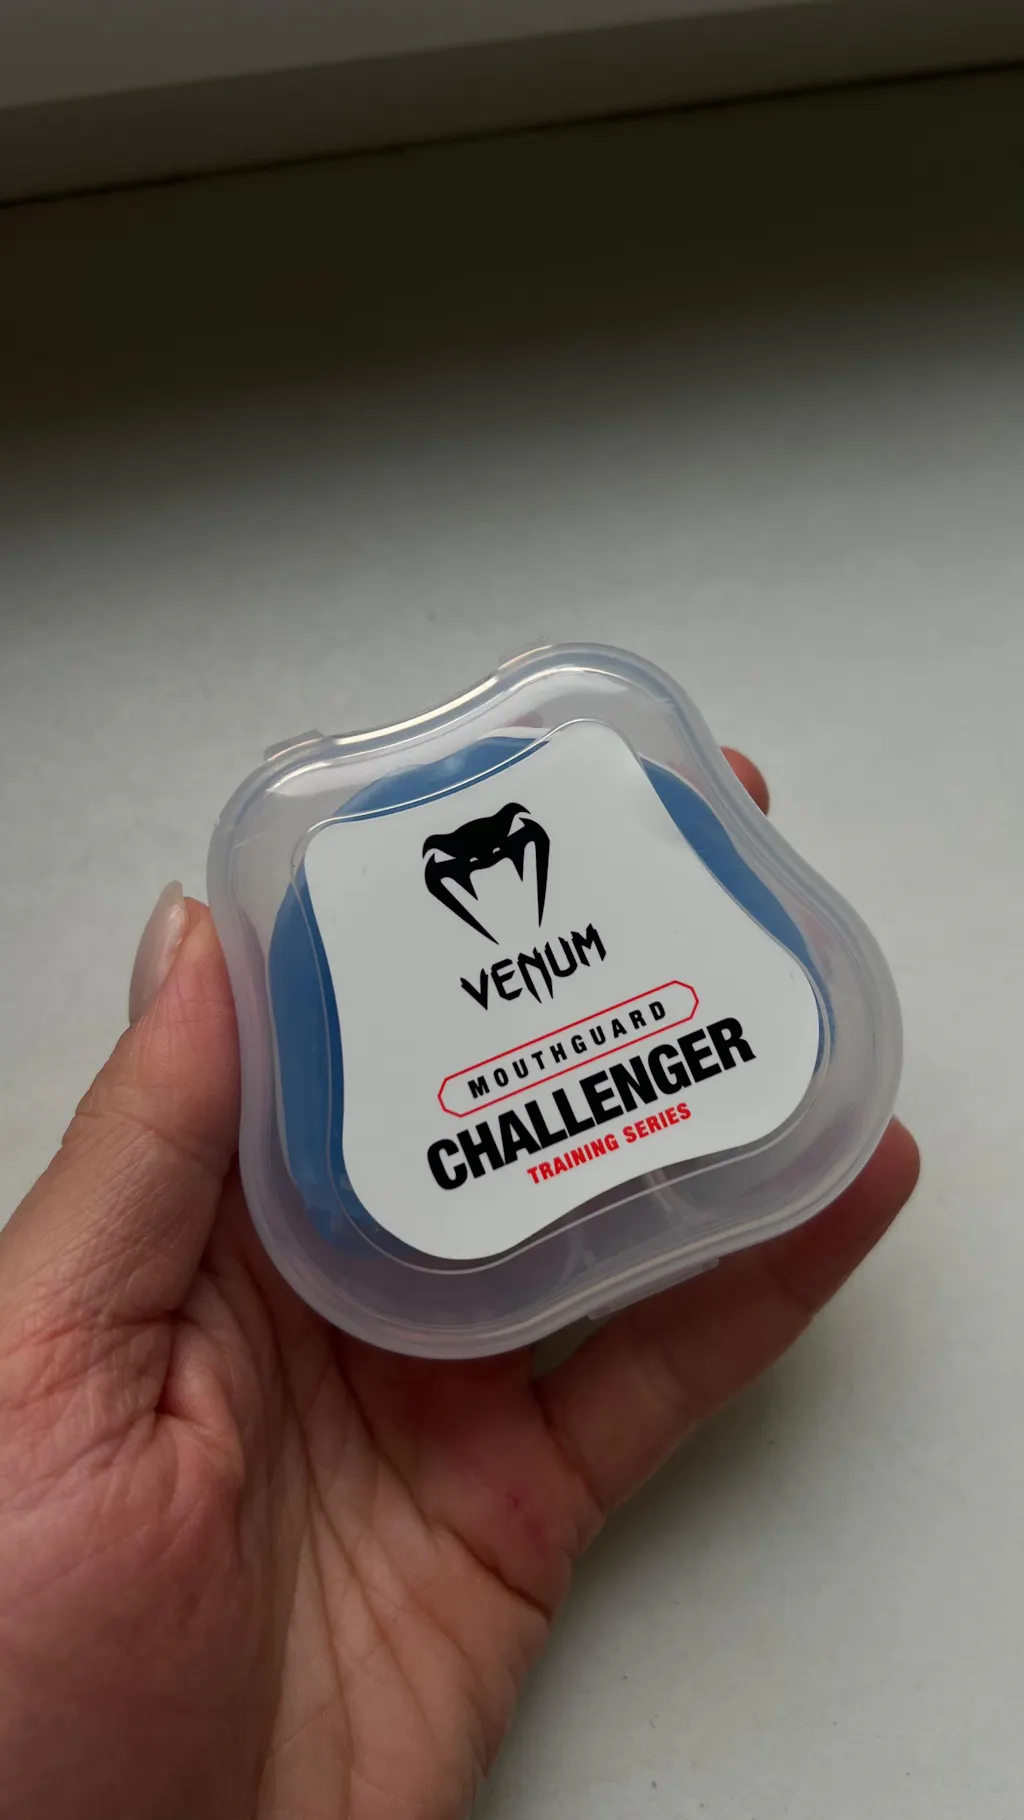 VENUM
MOUTHGUARD
CHALLENGER
TRAINING SERIES